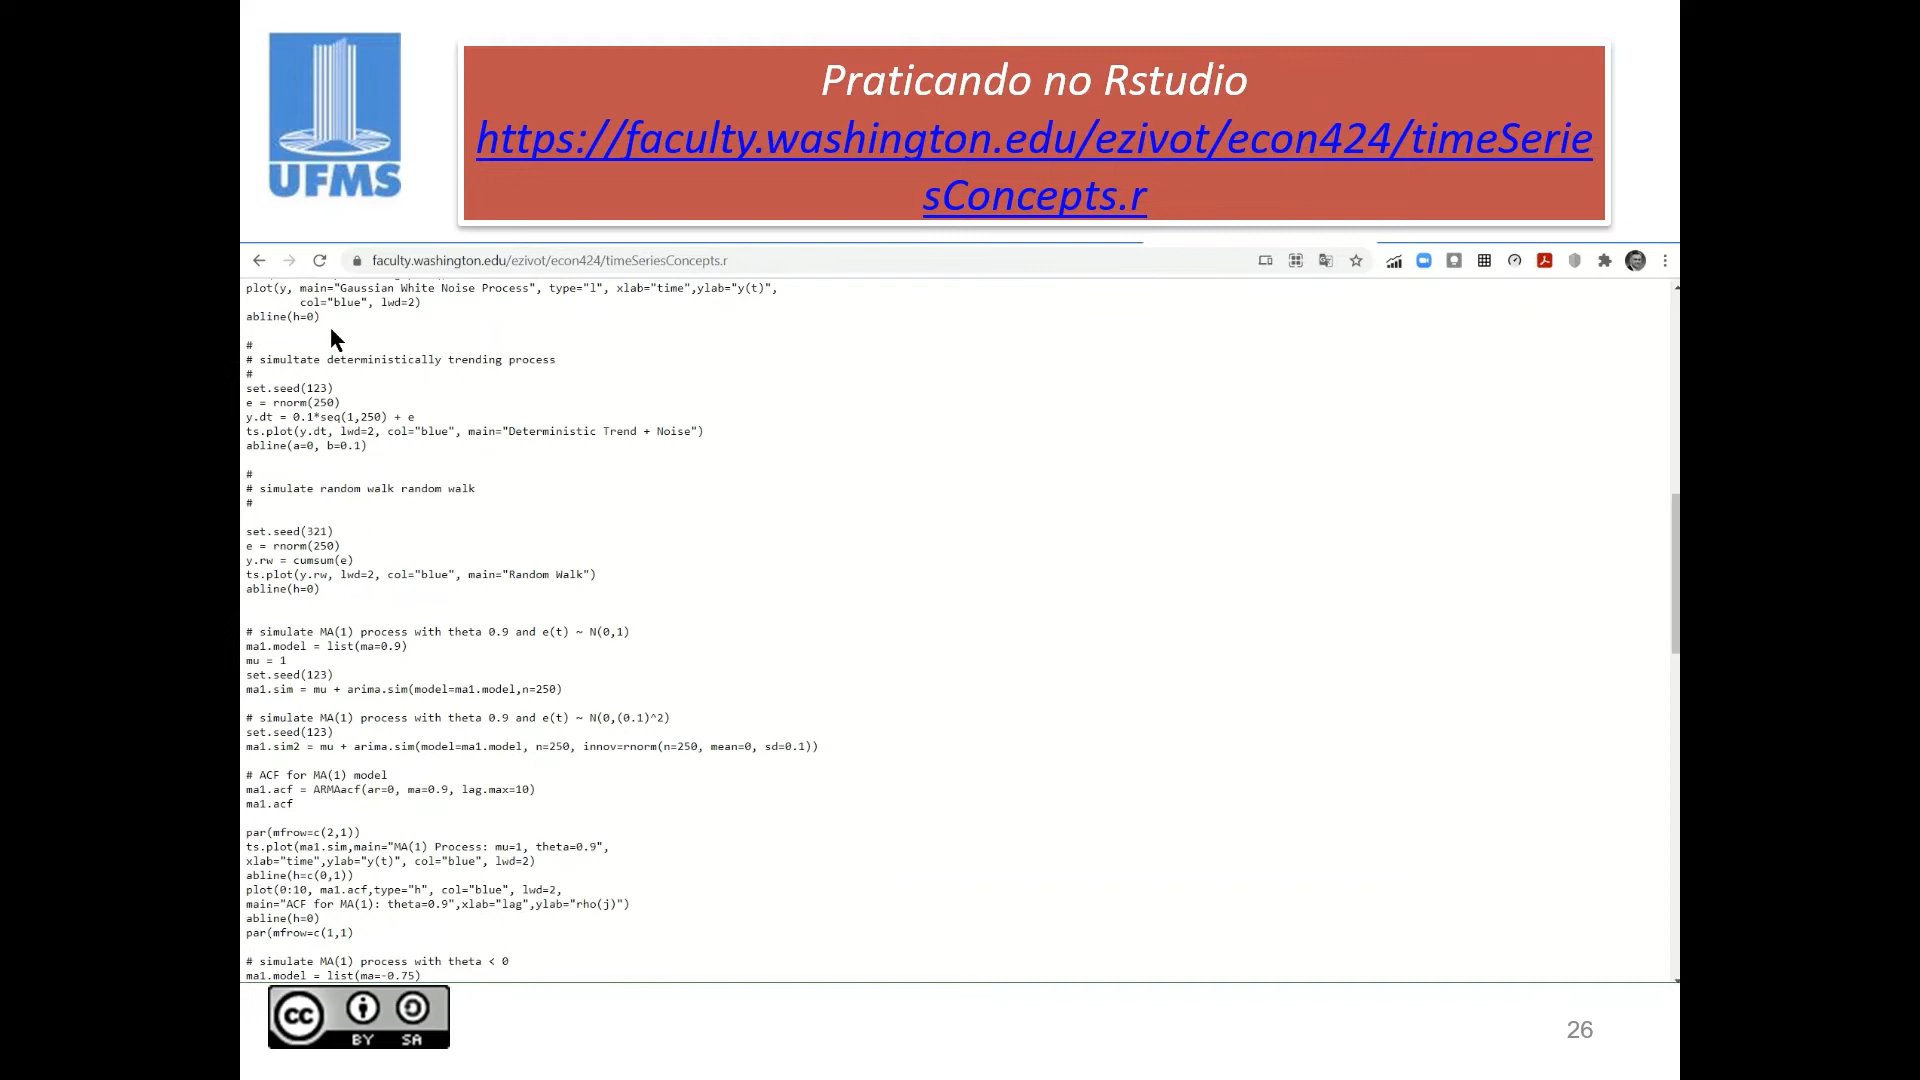 UFMS
Praticando no Rstudio
https://faculty.washington.edu/ezivot/econ424/timeSerie
sConcepts.r
faculty.washington.edu/ezivot/econ424/timeSeriesConcepts.r
plot(y, main="Gaussian White Noise Process", type="l", xlab="time",ylab="y(t)",
col="blue", lwd=2)
abline(h=0)
#
# simultate deterministically trending process
#
set.seed(123)
e = rnorm(250)
y.dt = 0.1*seq(1,250) + e
ts.plot(y.dt, lwd=2, col="blue", main="Deterministic Trend + Noise")
abline(a=0, b=0.1)
#
# simulate random walk random walk
#
set.seed(321)
e = rnorm(250)
y.rw = cumsum(e)
ts.plot(y.rw, lwd=2, col="blue", main="Random Walk")
abline(h=0)
# simulate MA(1) process with theta 0.9 and e(t) ~ N(0,1)
ma1.model = list(ma=0.9)
mu = 1
set.seed(123)
ma1.sim = mu + arima.sim(model=ma1.model,n=250)
# simulate MA(1) process with theta 0.9 and e(t) ~ N(0,(0.1)^2)
set.seed(123)
ma1.sim2 = mu + arima.sim(model=ma1.model, n=250, innov=rnorm(n=250, mean=0, sd=0.1))
# ACF for MA(1) model
ma1.acf = ARMAacf(ar=0, ma=0.9, lag.max=10)
ma1.acf
par(mfrow=c(2,1))
ts.plot(ma1.sim,main="MA(1) Process: mu=1, theta=0.9",
xlab="time",ylab="y(t)", col="blue", lwd=2)
abline(h=c(0,1))
plot(0:10, ma1.acf,type="h", col="blue", lwd=2,
main="ACF for MA(1): theta=0.9",xlab="lag",ylab="rho(j)")
abline(h=0)
par(mfrow=c(1,1)
# simulate MA(1) process with theta < 0
ma1.model = list(ma=-0.75)
CC BY SA
26